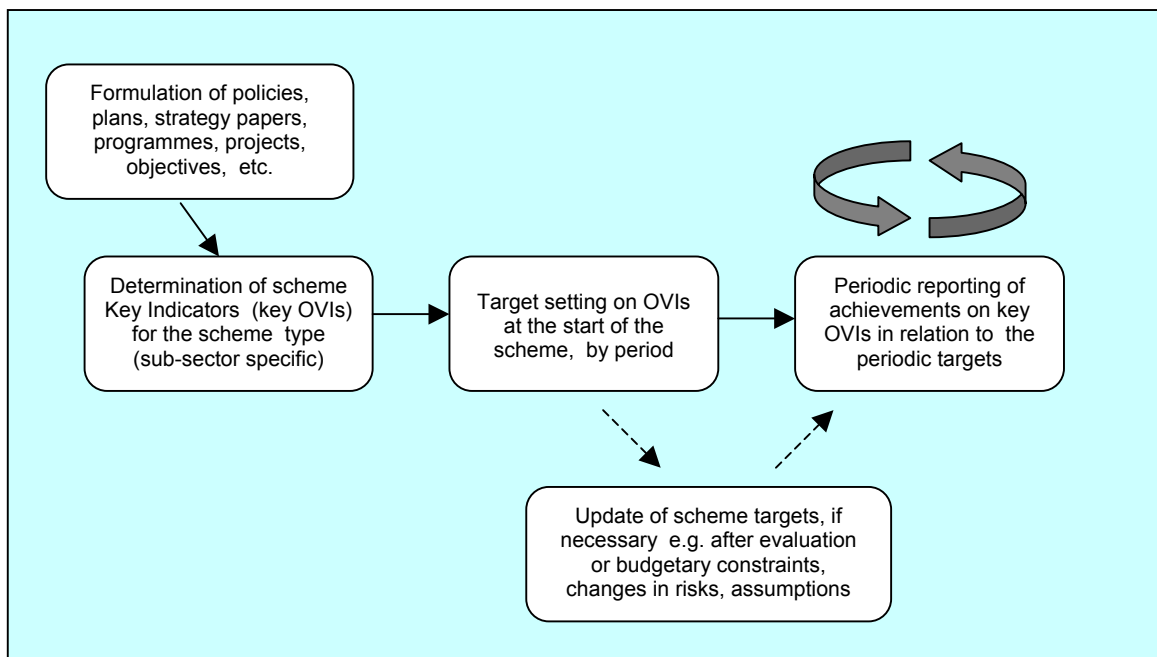 Formulation of policies,
plans, strategy papers,
programmes, projects,
objectives, etc.
Determination of scheme
Key Indicators (key OVIs)
for the scheme type
(sub-sector specific)
Target setting on OVIs
at the start of the
scheme, by period
Periodic reporting of
achievements on key
OVIs in relation to the
periodic targets
Update of scheme targets, if
necessary e.g. after evaluation
or budgetary constraints,
changes in risks, assumptions